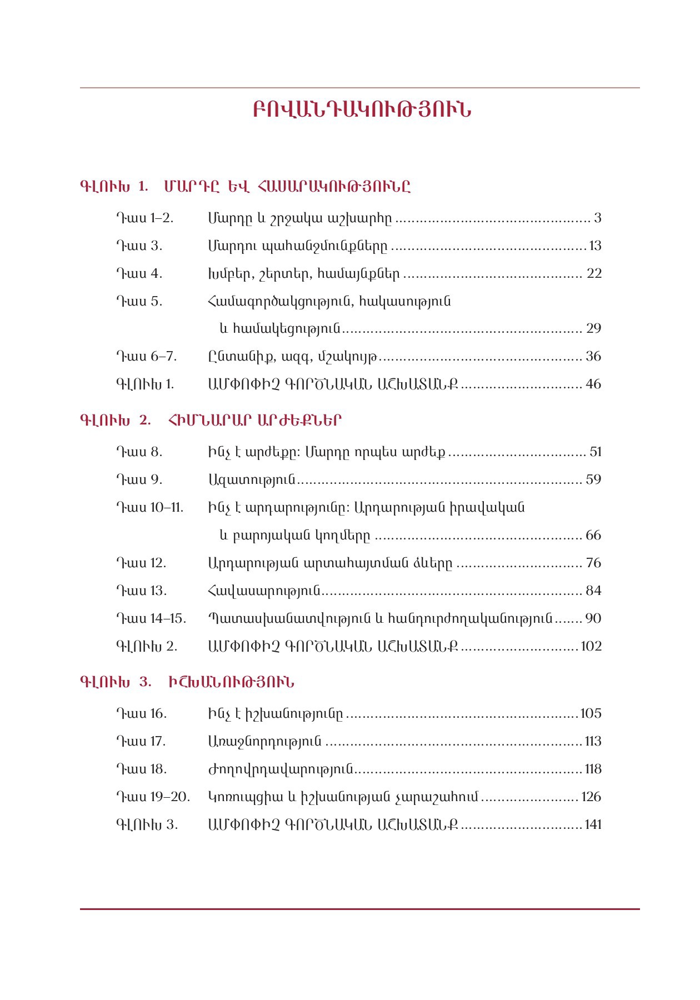 ԲՈՎԱՆԴԱԿՈՒԹՅՈՒՆ
ԳԼՈՒԽ 1. ՄԱՐԴԸ ԵՎ ՀԱՍԱՐԱԿՈՒԹՅՈՒՆԸ
Դաս 1–2. Մարդը և շրջակա աշխարհը ................................................ 3
Դաս 3. Մարդու պահանջմունքները ................................................ 13
Դաս 4. Խմբեր, շերտեր, համայնքներ ............................................ 22
Դաս 5. Համագործակցություն, հակասություն
և համակեցություն........................................................... 29
Դաս 6–7. Ընտանիք, ազգ, մշակույթ.................................................. 36
ԳԼՈՒԽ 1. ԱՄՓՈՓԻՉ ԳՈՐԾՆԱԿԱՆ ԱՇԽԱՏԱՆՔ.............................. 46
ԳԼՈՒԽ 2. ՀԻՄՆԱՐԱՐ ԱՐԺԵՔՆԵՐ
Դաս 8. Ինչ է արժեքը: Մարդը որպես արժեք.................................. 51
Դաս 9. Ազատություն...................................................................... 59
Դաս 10–11. Ինչ է արդարությունը: Արդարության իրավական
և բարոյական կողմերը ................................................... 66
Դաս 12. Արդարության արտահայտման ձևերը ............................... 76
Դաս 13. Հավասարություն................................................................ 84
Դաս 14–15. Պատասխանատվություն և հանդուրժողականություն....... 90
ԳԼՈՒԽ 2. ԱՄՓՈՓԻՉ ԳՈՐԾՆԱԿԱՆ ԱՇԽԱՏԱՆՔ............................. 102
ԳԼՈՒԽ 3. ԻՇԽԱՆՈՒԹՅՈՒՆ
Դաս 16. Ինչ է իշխանությունը ......................................................... 105
Դաս 17. Առաջնորդություն ............................................................... 113
Դաս 18. Ժողովրդավարություն........................................................ 118
Դաս 19–20. Կոռուպցիա և իշխանության չարաշահում........................ 126
ԳԼՈՒԽ 3. ԱՄՓՈՓԻՉ ԳՈՐԾՆԱԿԱՆ ԱՇԽԱՏԱՆՔ.............................. 141